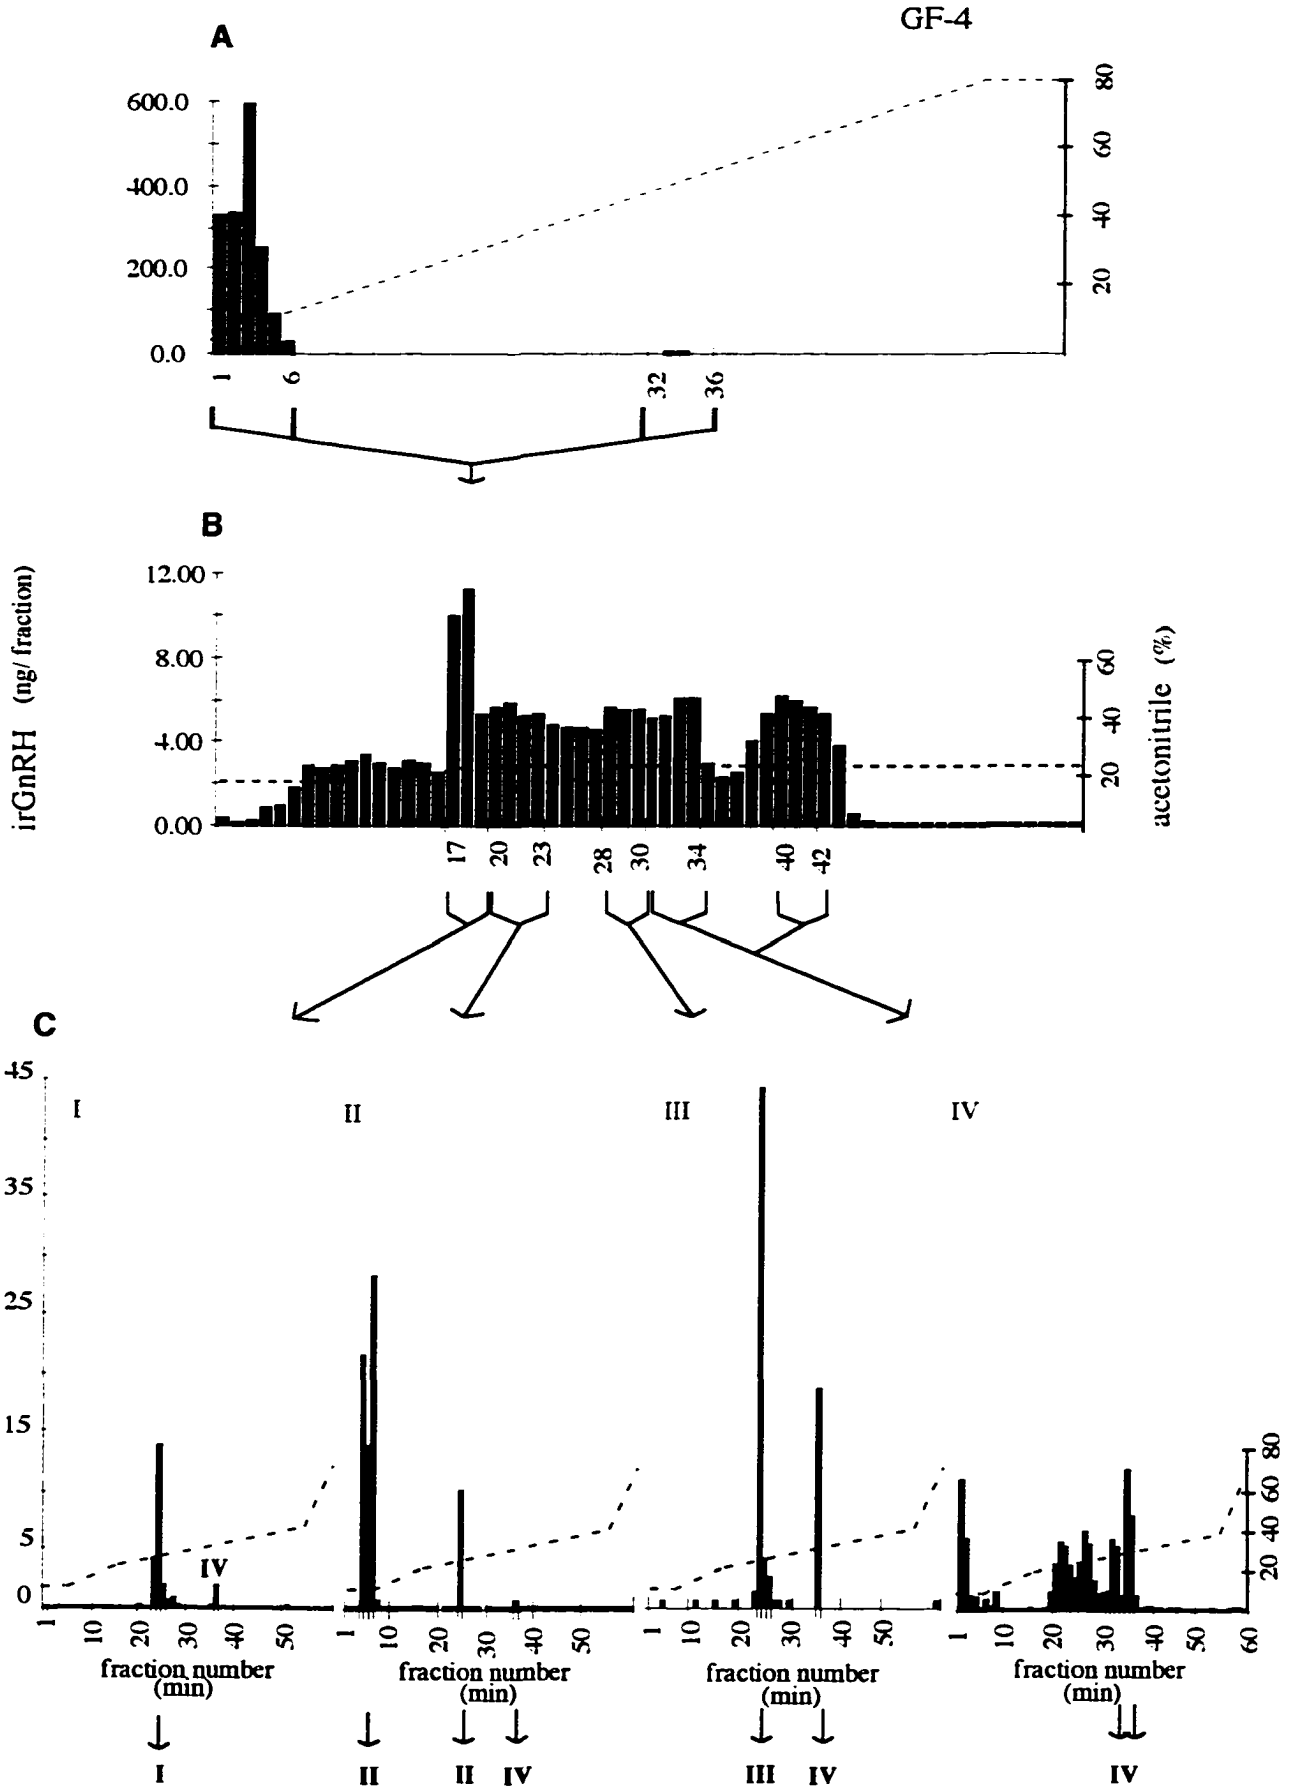 GF-4
A
600.0
400.0
200.0
0.0
80
60
40
20
1 6 32 36
B
irGnRH (ng/ fraction)
12.00
8.00
4.00
0.00
60
40
20
acetonitrile (%)
17 20 23 28 30 34 40 42
C
45
35
25
15
5
0
I II III IV
IV
80
60
40
20
1 10 20 30 40 50
1 10 20 30 40 50
1 10 20 30 40 50
1 10 20 30 40 50 60
fraction number fraction number fraction number fraction number
(min) (min) (min) (min)
I II II IV III IV IV